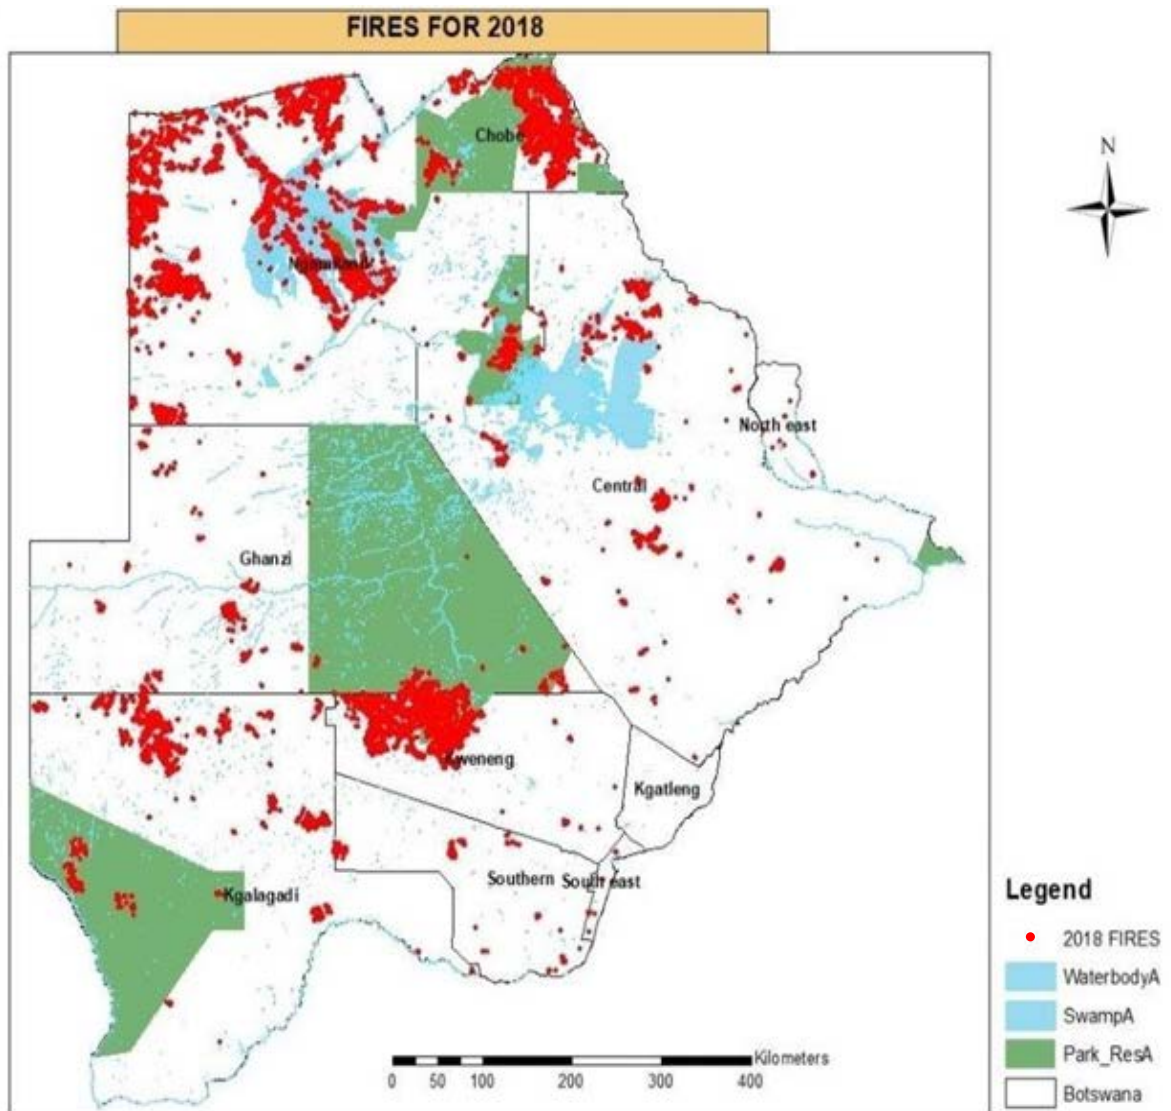 FIRES FOR 2018
N
Chobe
North east
Central
Ghanzi
Kweneng
Kgatleng
Southern
South east
Kgalagadi
Legend
2018 FIRES
WaterbodyA
SwampA
Park_ResA
Botswana
Kilometers
0 50 100 200 300 400